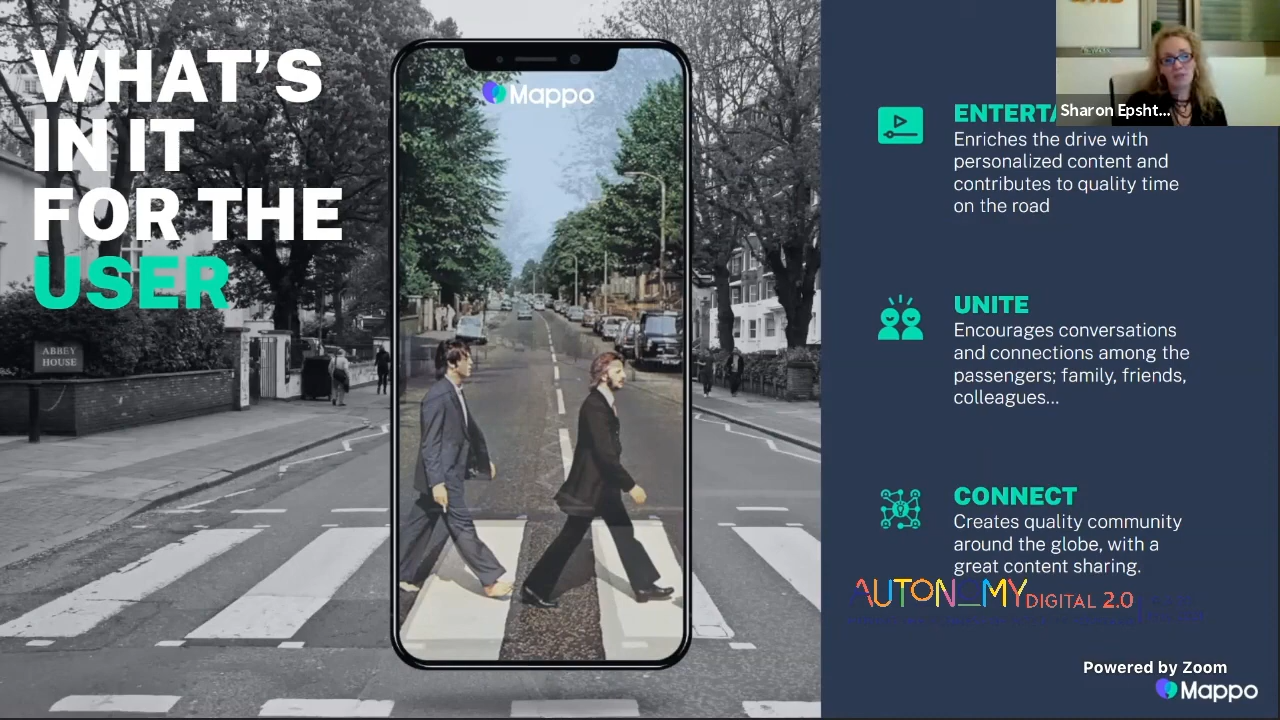 WHAT'S
IN IT
FOR THE
USER
ABBEY
HOUSE
Mappo
Sharon Epsht...
Enriches the drive with
personalized content and
contributes to quality time
on the road
UNITE
Encourages conversations
and connections among the
passengers; family, friends,
colleagues...
CONNECT
Creates quality community
around the globe, with a
great content sharing.
AUTONOMY DIGITAL 2.0
Powered by Zoom
Mappo